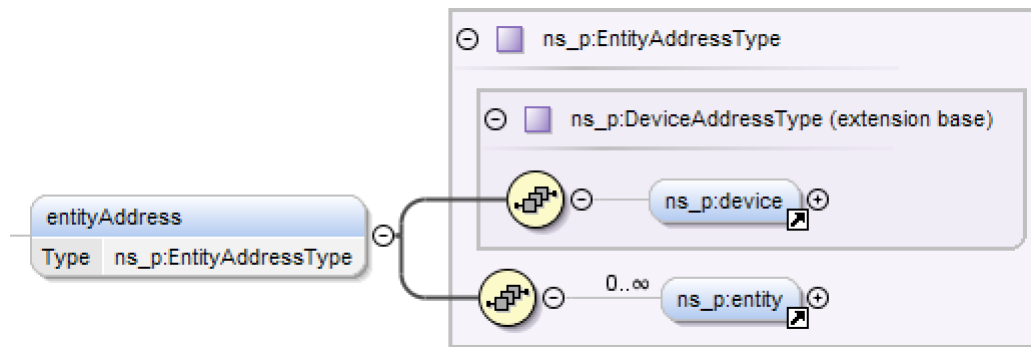 ns_p:EntityAddressType
ns_p:DeviceAddressType (extension base)
ns_p:device
entityAddress
Type ns_p:EntityAddressType
0..∞
ns_p:entity